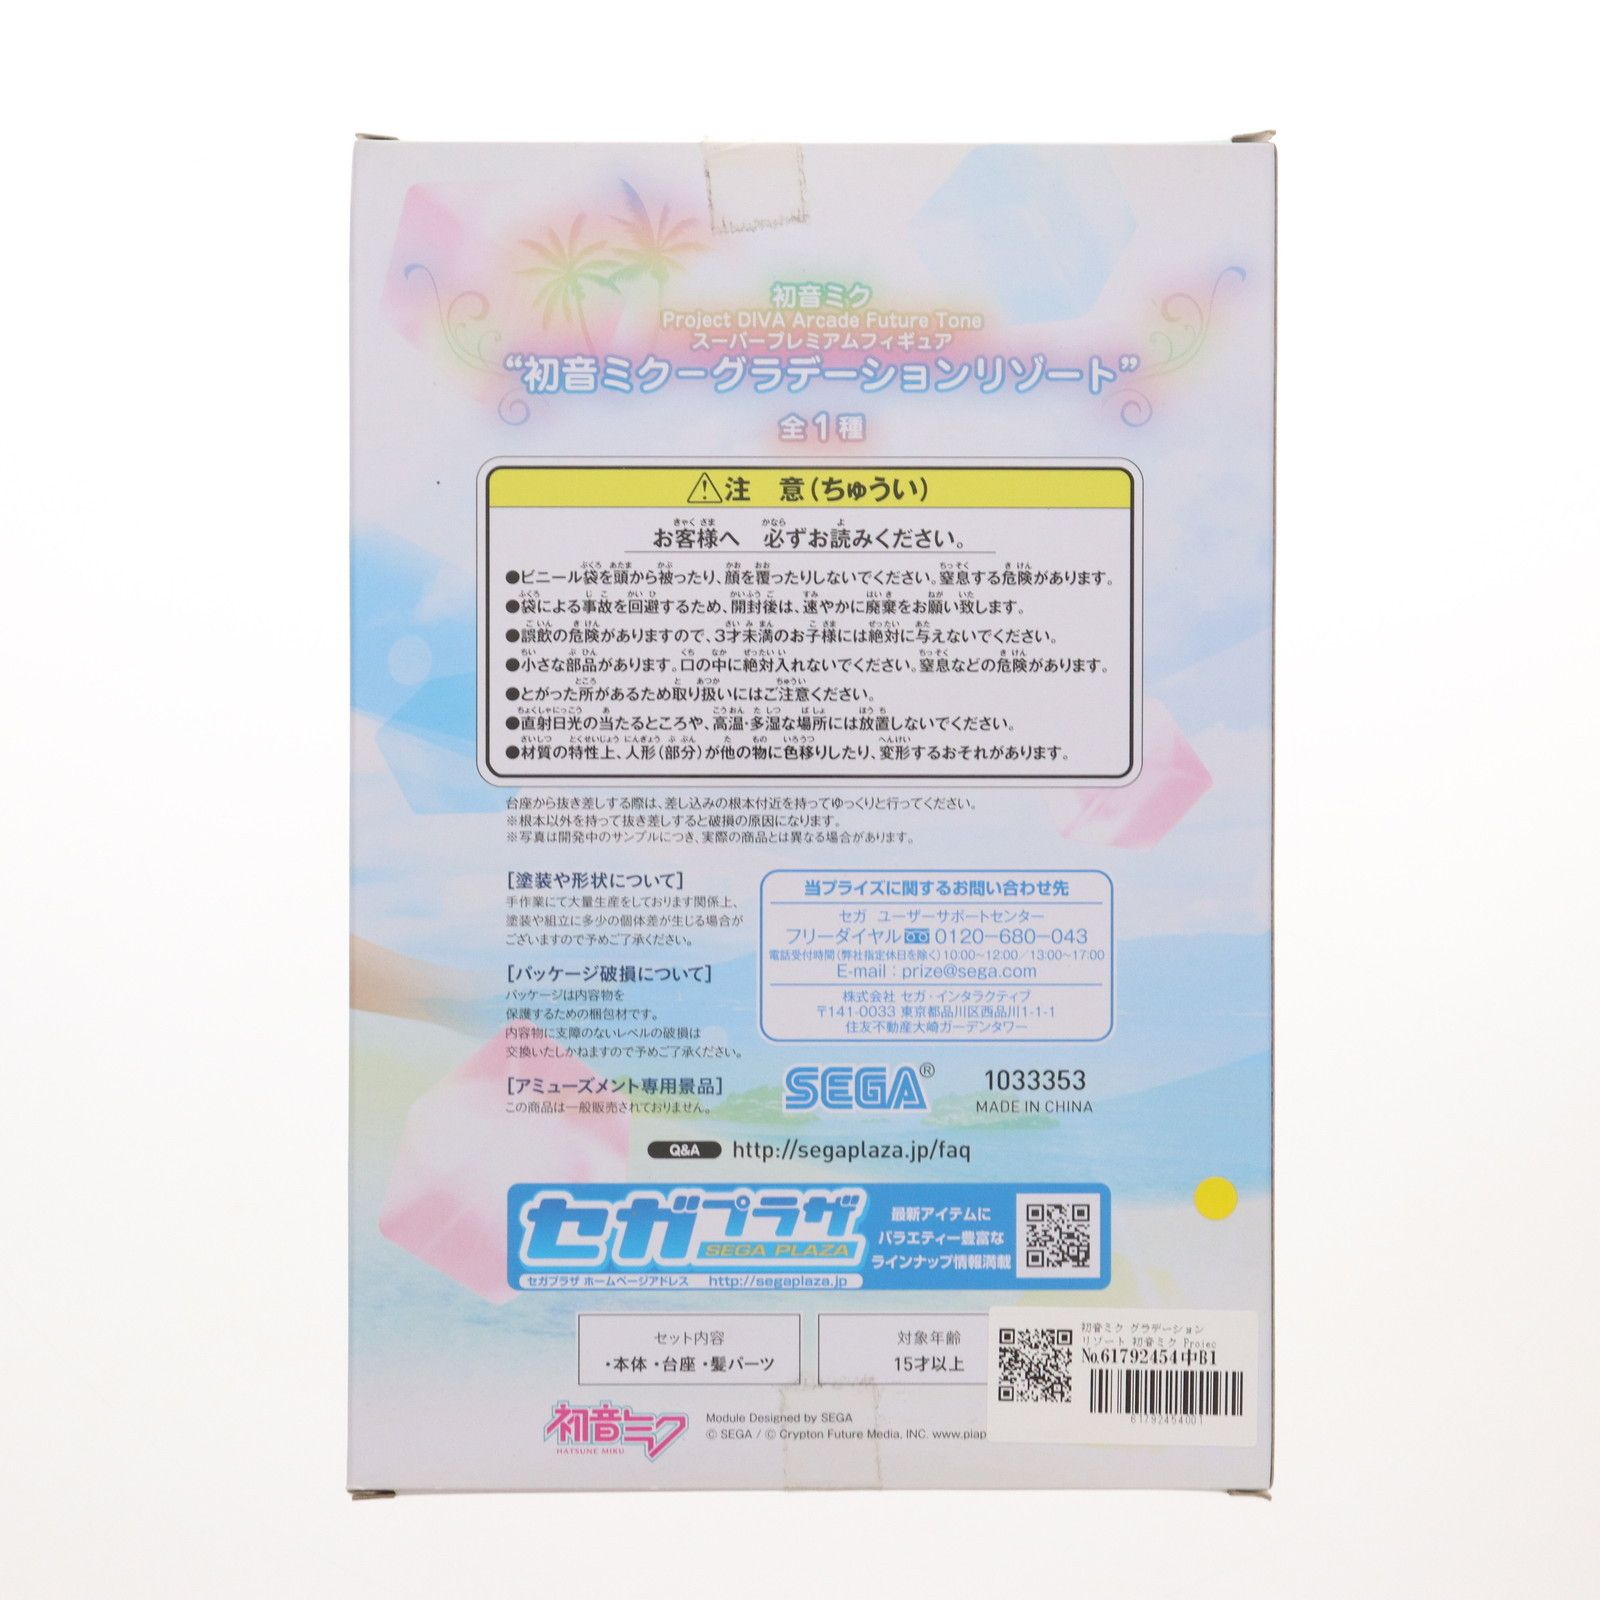 初音ミク
Project DIVA Arcade Future Tone
スーパープレミアムフィギュア
“初音ミク－グラデーションリゾート”
全1種
⚠注　意(ちゅうい)
お客様へ　必ずお読みください。
●ビニール袋を頭から被ったり、顔を覆ったりしないでください。窒息する危険があります。
●袋による事故を回避するため、開封後は、速やかに廃棄をお願い致します。
●誤飲の危険がありますので、3才未満のお子様には絶対に与えないでください。
●小さな部品があります。口の中に絶対入れないでください。窒息などの危険があります。
●とがった所があるため取り扱いにはご注意ください。
●直射日光の当たるところや、高温・多湿な場所には放置しないでください。
●材質の特性上、人形(部分)が他の物に色移りしたり、変形するおそれがあります。
台座から抜き差しする際は、差し込みの根本付近を持ってゆっくりと行ってください。
※根本以外を持って抜き差しすると破損の原因になります。
※写真は開発中のサンプルにつき、実際の商品とは異なる場合があります。
[塗装や形状について]
手作業にて大量生産をしております関係上、
塗装や組立に多少の個体差が生じる場合が
ございますので予めご了承ください。
[パッケージ破損について]
パッケージは内容物を
保護するための梱包材です。
内容物に支障のないレベルの破損は
交換いたしかねますので予めご了承ください。
[アミューズメント専用景品]
この商品は一般販売されておりません。
当プライズに関するお問い合わせ先
セガ ユーザーサポートセンター
フリーダイヤル 0120-680-043
電話受付時間(弊社指定休日を除く)10:00~12:00/13:00~17:00
E-mail：prize@sega.com
株式会社 セガ・インタラクティブ
〒141-0033 東京都品川区西品川1-1-1
住友不動産大崎ガーデンタワー
SEGA®
1033353
MADE IN CHINA
Q&A http://segaplaza.jp/faq
セガプラザ
SEGA PLAZA
セガプラザ ホームページアドレス http://segaplaza.jp
最新アイテムに
バラエティー豊富な
ラインナップ情報満載
セット内容
・本体・台座・髪パーツ
対象年齢
15才以上
初音ミク グラデーション
リゾート 初音ミク Projec
No.61792454中B1
61792454001
初音ミク
HATSUNE MIKU
Module Designed by SEGA
© SEGA / © Crypton Future Media, INC. www.piap